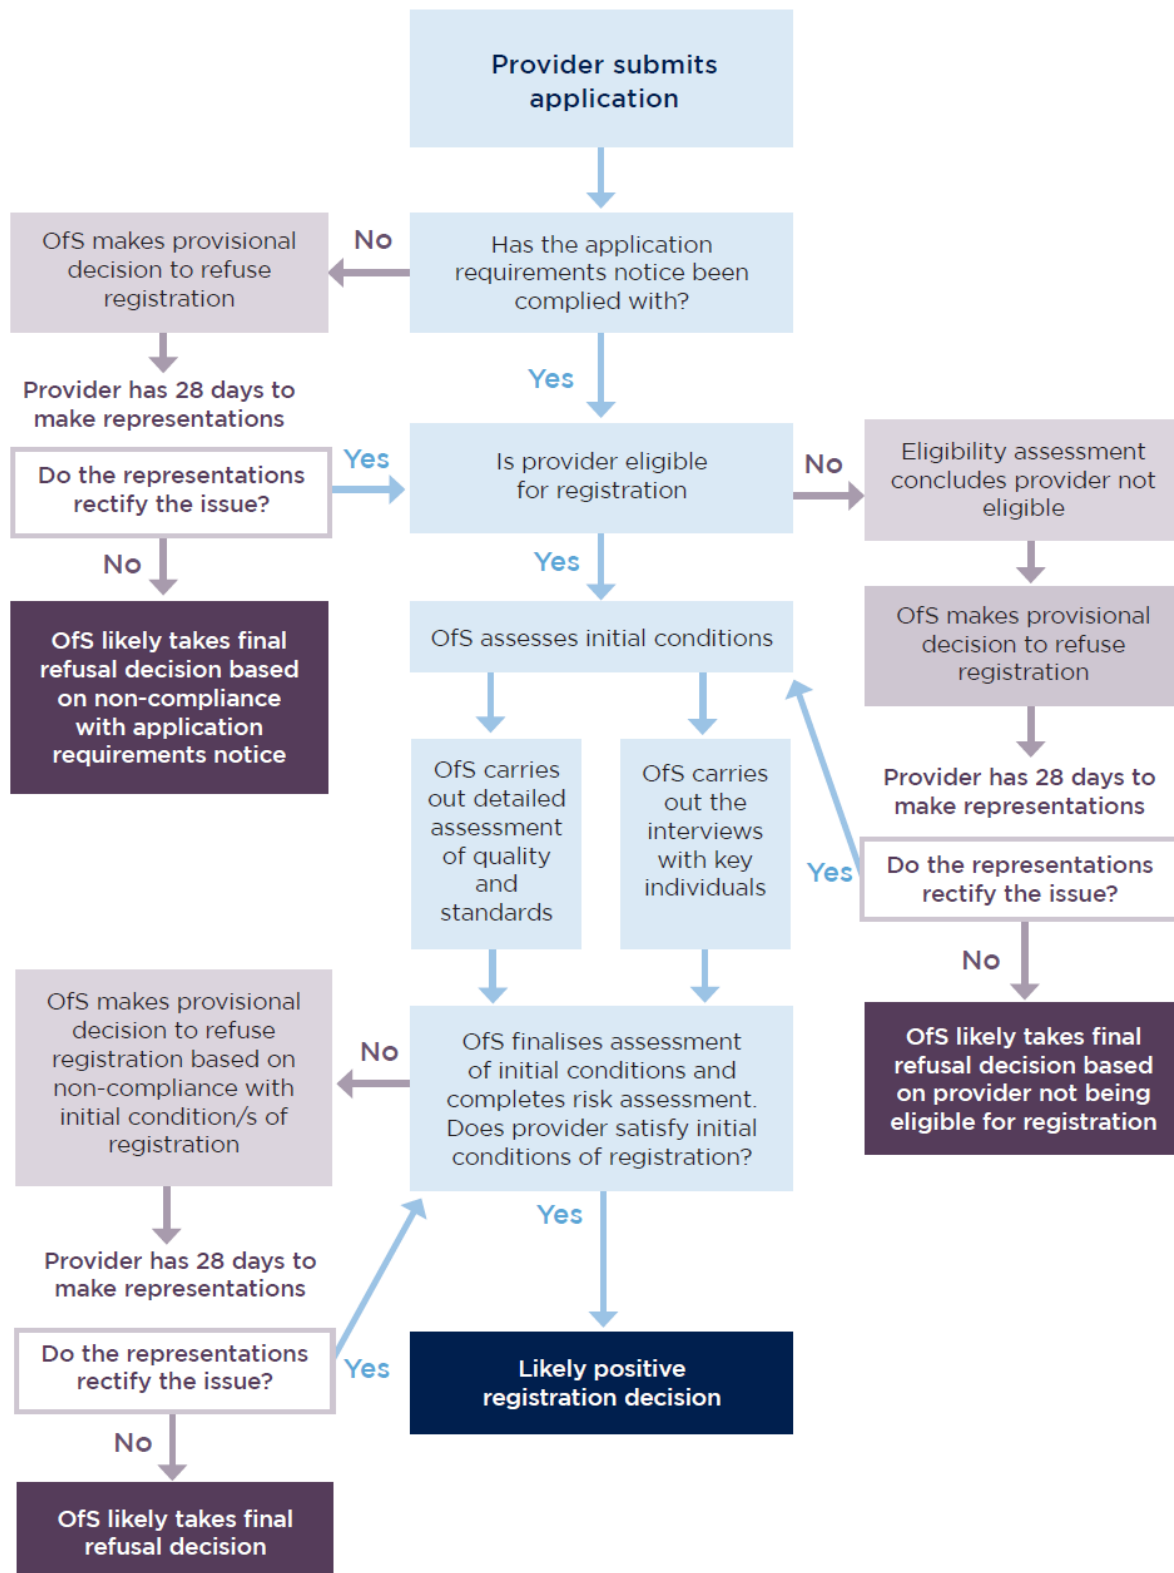 Provider submits
application
OfS makes provisional
decision to refuse
registration
No
Has the application
requirements notice been
complied with?
Provider has 28 days to
make representations
Yes
Do the representations
rectify the issue?
Yes
Is provider eligible
for registration
No
Eligibility assessment
concludes provider not
eligible
No
Yes
OfS likely takes final
refusal decision based
on non-compliance
with application
requirements notice
OfS assesses initial conditions
OfS makes provisional
decision to refuse
registration
OfS carries
out detailed
assessment
of quality
and
standards
OfS carries
out the
interviews
with key
individuals
Provider has 28 days to
make representations
Yes
Do the representations
rectify the issue?
No
OfS likely takes final
refusal decision based
on provider not being
eligible for registration
OfS makes provisional
decision to refuse
registration based on
non-compliance with
initial condition/s of
registration
No
OfS finalises assessment
of initial conditions and
completes risk assessment.
Does provider satisfy initial
conditions of registration?
Yes
Provider has 28 days to
make representations
Do the representations
rectify the issue?
Yes
Likely positive
registration decision
No
OfS likely takes final
refusal decision